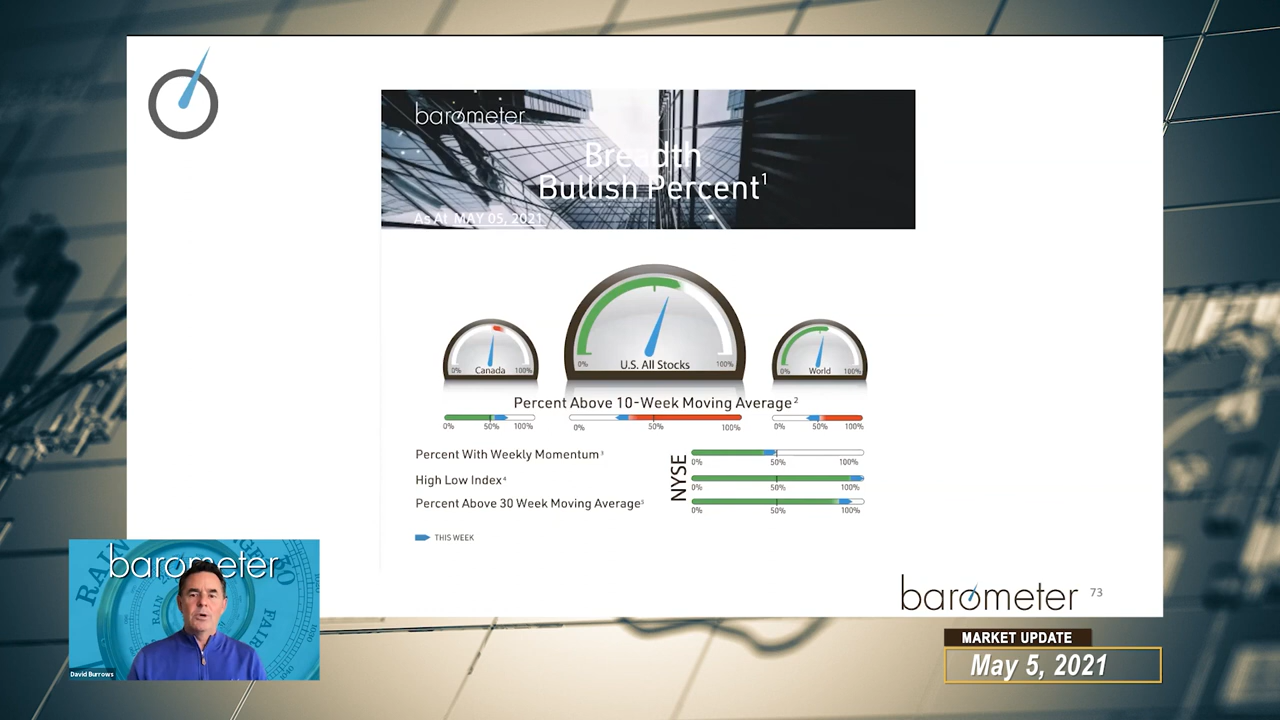 barometer
Breadth
Bullish Percent¹
As At MAY 05, 2021
0% Canada 100%
0% U.S. All Stocks 100%
0% World 100%
Percent Above 10-Week Moving Average²
0% 50% 100%
0% 50% 100%
0% 50% 100%
Percent With Weekly Momentum³
High Low Index⁴
Percent Above 30 Week Moving Average⁵
NYSE
0% 50% 100%
0% 50% 100%
0% 50% 100%
THIS WEEK
barometer 73
barometer
RAIN
RAIN
FAIR
David Burrows
MARKET UPDATE
May 5, 2021